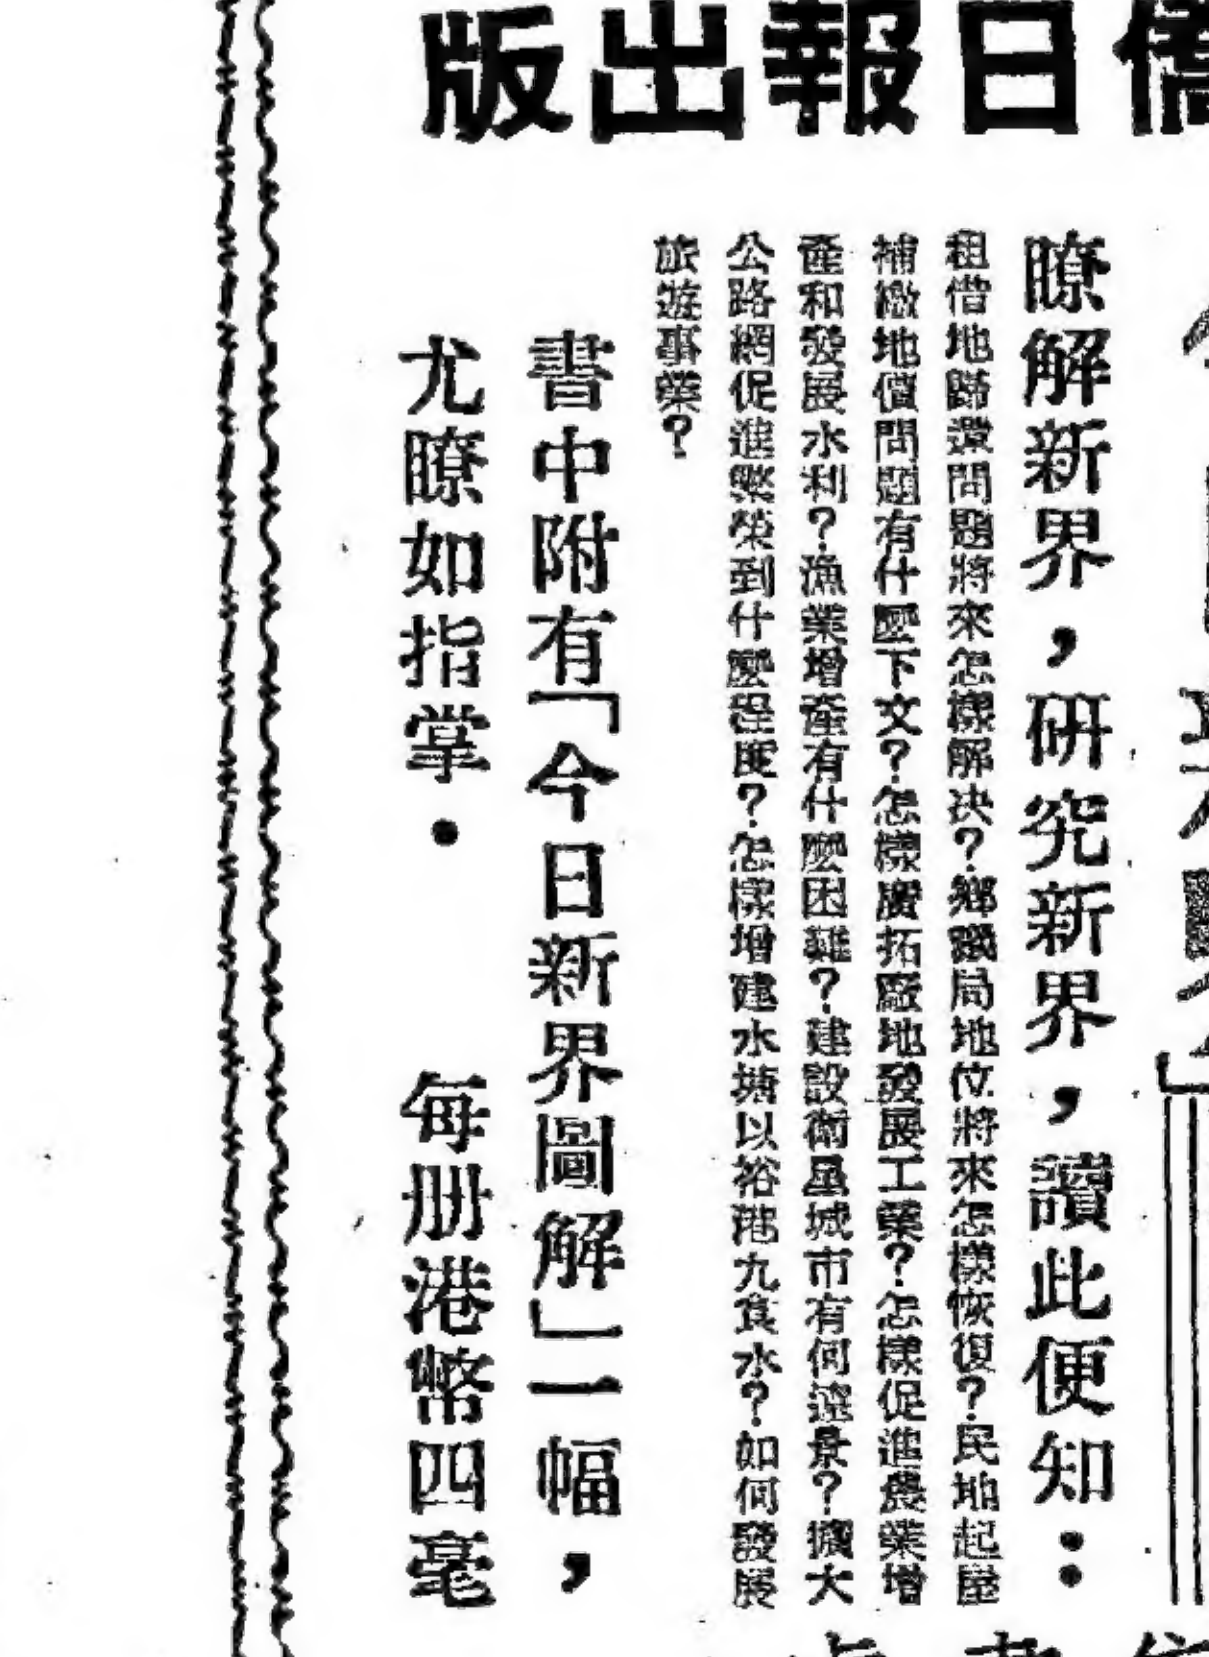 僑日報出版
瞭解新界，研究新界，讀此便知：
租借地歸還問題將來怎樣解决？鄉議局地位將來怎樣恢復？民地起屋
補繳地價問題有什麼下文？怎樣廣拓廠地發展工業？怎樣促進農業增
產和發展水利？漁業增產有什麼困難？建設衛星城市有何遠景？擴大
公路網促進繁榮到什麼程度？怎樣增建水塘以裕港九食水？如何發展
旅遊事業？
書中附有「今日新界圖解」一幅，
尤瞭如指掌．　每册港幣四毫